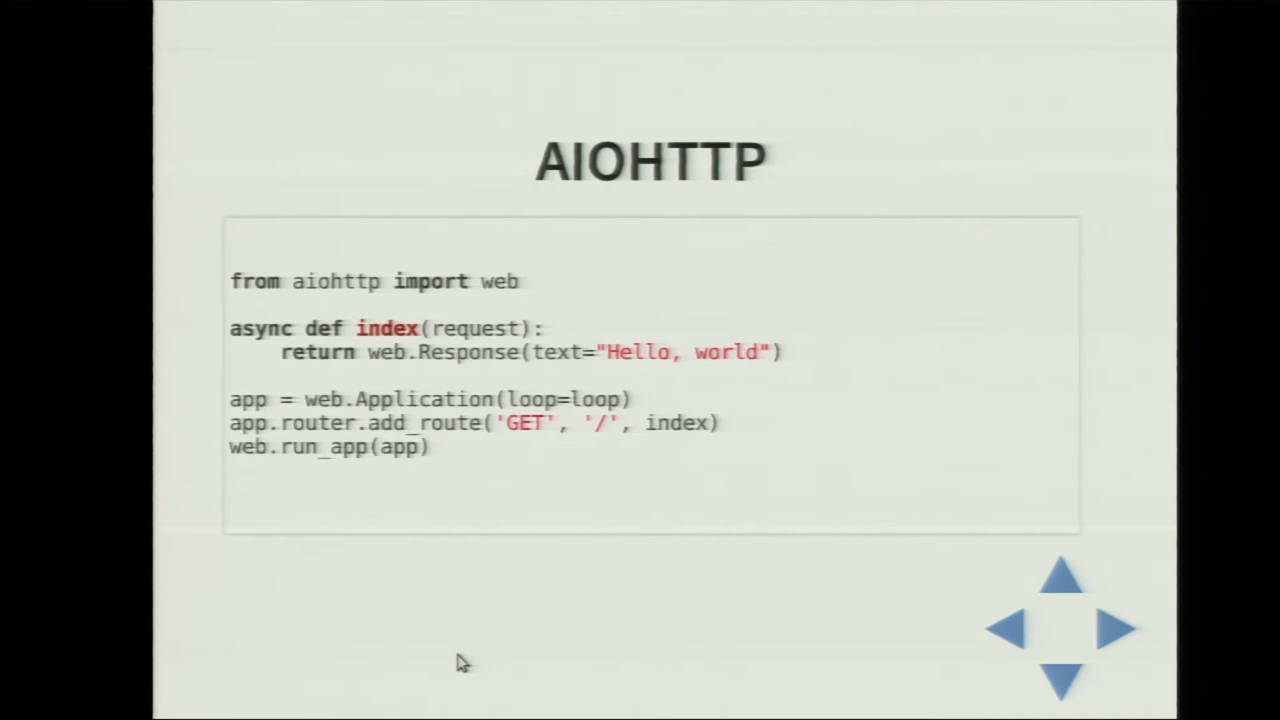 AIOHTTP
from aiohttp import web
async def index(request):
    return web.Response(text="Hello, world")
app = web.Application(loop=loop)
app.router.add_route('GET', '/', index)
web.run_app(app)